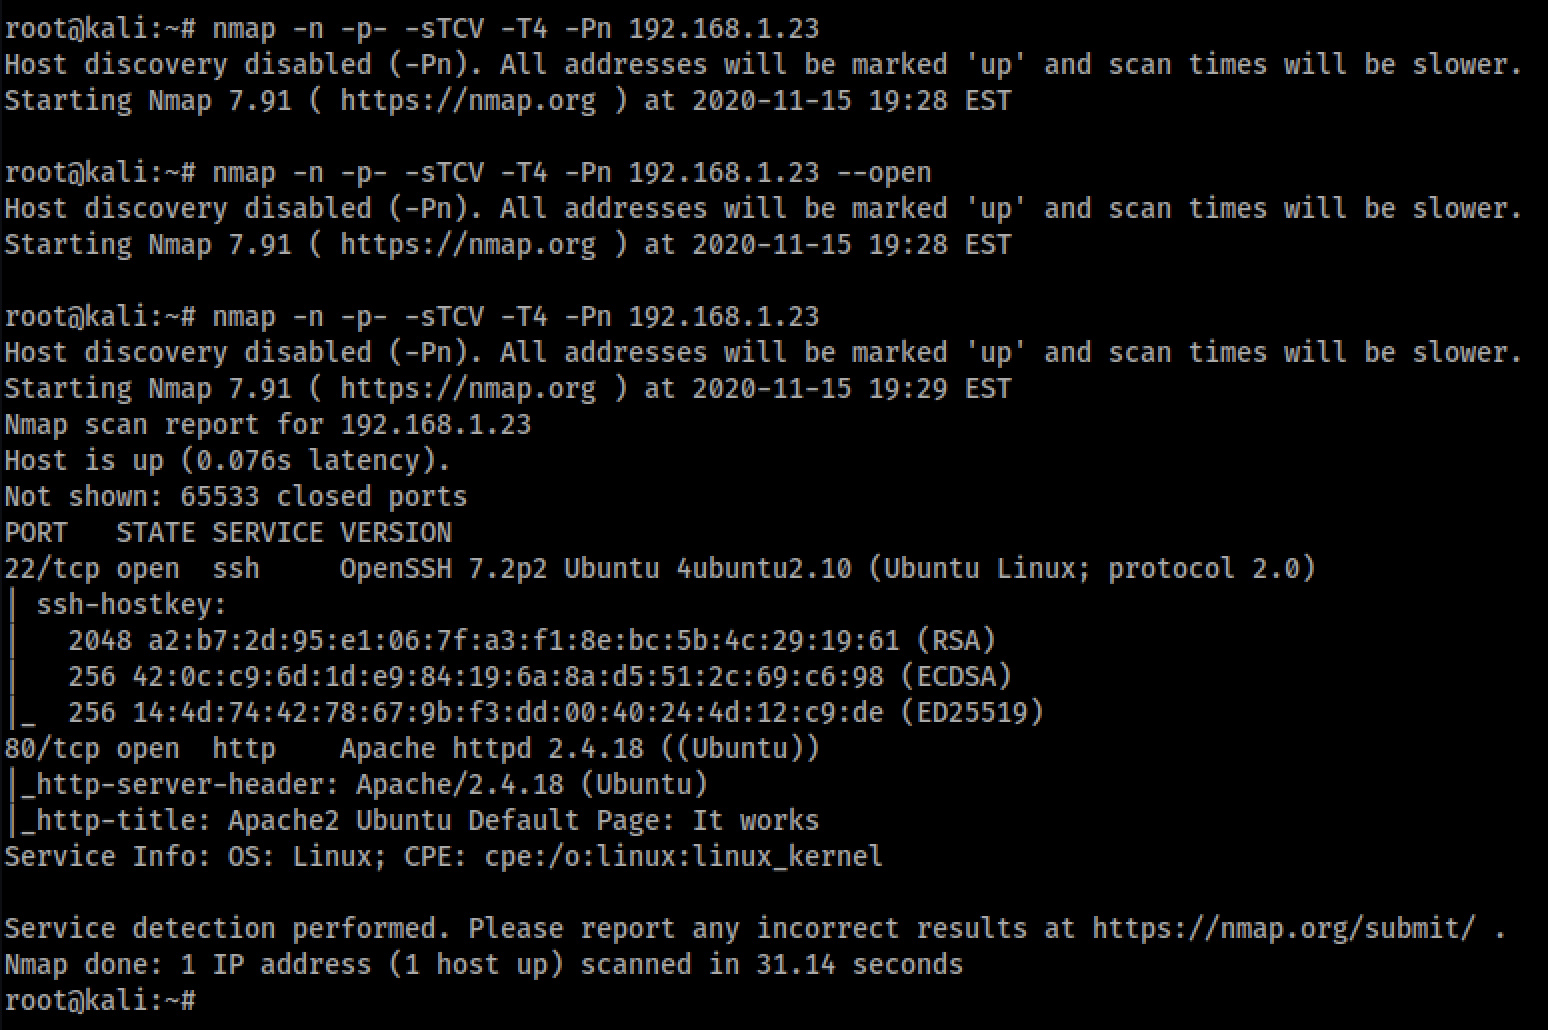 root@kali:~# nmap -n -p- -sTCV -T4 -Pn 192.168.1.23
Host discovery disabled (-Pn). All addresses will be marked 'up' and scan times will be slower.
Starting Nmap 7.91 ( https://nmap.org ) at 2020-11-15 19:28 EST
root@kali:~# nmap -n -p- -sTCV -T4 -Pn 192.168.1.23 --open
Host discovery disabled (-Pn). All addresses will be marked 'up' and scan times will be slower.
Starting Nmap 7.91 ( https://nmap.org ) at 2020-11-15 19:28 EST
root@kali:~# nmap -n -p- -sTCV -T4 -Pn 192.168.1.23
Host discovery disabled (-Pn). All addresses will be marked 'up' and scan times will be slower.
Starting Nmap 7.91 ( https://nmap.org ) at 2020-11-15 19:29 EST
Nmap scan report for 192.168.1.23
Host is up (0.076s latency).
Not shown: 65533 closed ports
PORT   STATE SERVICE VERSION
22/tcp open  ssh     OpenSSH 7.2p2 Ubuntu 4ubuntu2.10 (Ubuntu Linux; protocol 2.0)
| ssh-hostkey:
|   2048 a2:b7:2d:95:e1:06:7f:a3:f1:8e:bc:5b:4c:29:19:61 (RSA)
|   256 42:0c:c9:6d:1d:e9:84:19:6a:8a:d5:51:2c:69:c6:98 (ECDSA)
|_  256 14:4d:74:42:78:67:9b:f3:dd:00:40:24:4d:12:c9:de (ED25519)
80/tcp open  http    Apache httpd 2.4.18 ((Ubuntu))
|_http-server-header: Apache/2.4.18 (Ubuntu)
|_http-title: Apache2 Ubuntu Default Page: It works
Service Info: OS: Linux; CPE: cpe:/o:linux:linux_kernel
Service detection performed. Please report any incorrect results at https://nmap.org/submit/ .
Nmap done: 1 IP address (1 host up) scanned in 31.14 seconds
root@kali:~#